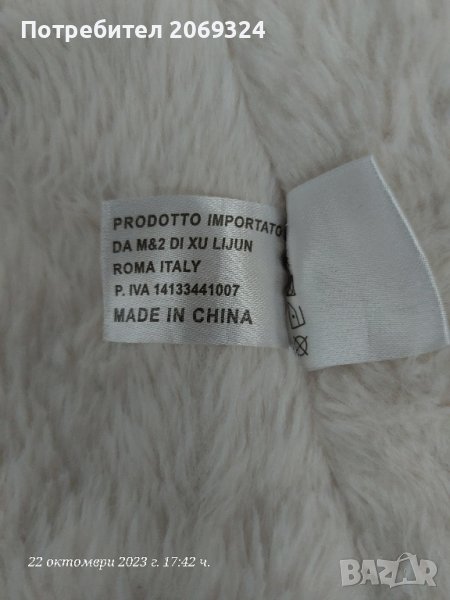 Потребител 2069324
PRODOTTO IMPORTATO
DA M&2 DI XU LIJUN
ROMA ITALY
P. IVA 14133441007
MADE IN CHINA
22 октомври 2023 г. 17:42 ч.
BAZAR